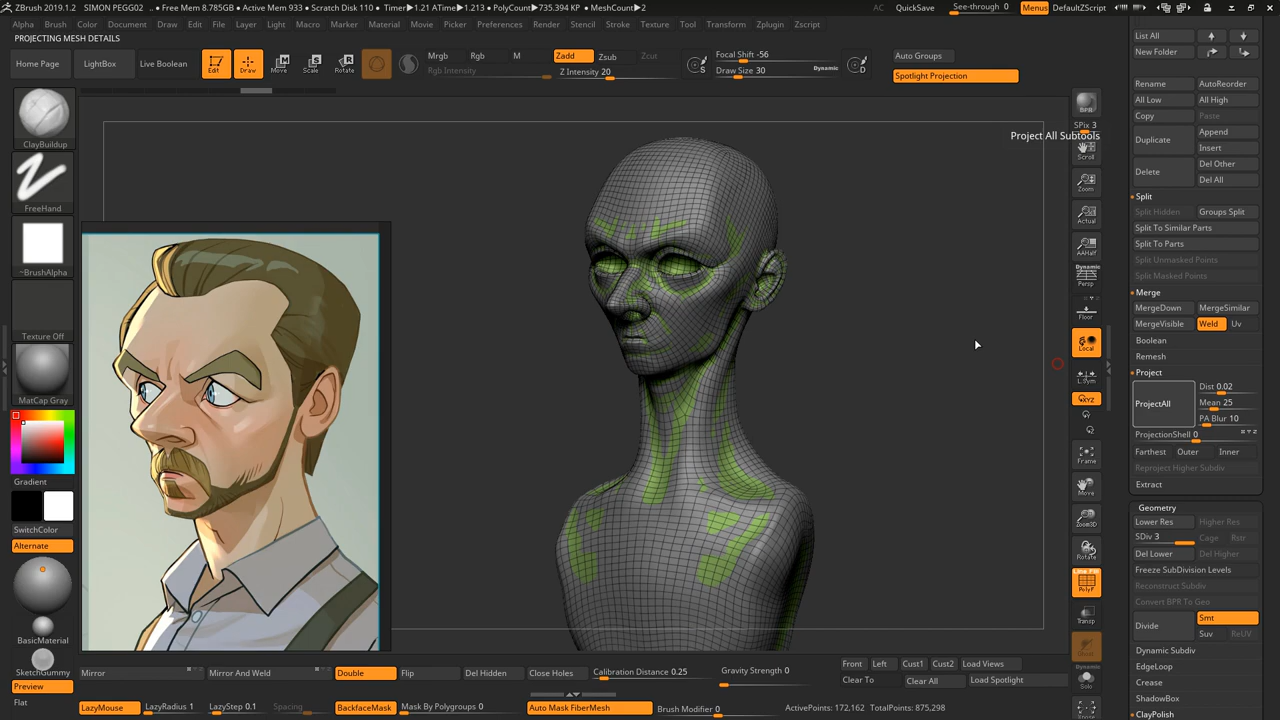 ZBrush 2019.1.2 SIMON PEGG02 .. • Free Mem 8.785GB • Active Mem 933 • Scratch Disk 110 • Timer▶1.21 ATime▶1.213 • PolyCount▶735.394 KP • MeshCount▶2 AC QuickSave See-through 0 Menus DefaultZScript
Alpha Brush Color Document Draw Edit File Layer Light Macro Marker Material Movie Picker Preferences Render Stencil Stroke Texture Tool Transform Zplugin Zscript
PROJECTING MESH DETAILS
Home Page LightBox Live Boolean Edit Draw Move Scale Rotate
Mrgb Rgb M Zadd Zsub Zcut
Rgb Intensity Z Intensity 20
Focal Shift -56
Draw Size 30 Dynamic
S D
Auto Groups
Spotlight Projection
ClayBuildup
FreeHand
~BrushAlpha
Texture Off
MatCap Gray
Gradient
SwitchColor
Alternate
BasicMaterial
SketchGummy
Preview
Flat
Project All Subtools
BPR
SPix 3
Scroll
Zoom
Actual
AAHalf
Dynamic
Persp
Floor
Local
L.Sym
XYZ
Frame
Move
Zoom3D
Rotate
Line Fill
PolyF
Transp
Ghost
Dynamic
Solo
Xpose
List All
New Folder
Rename AutoReorder
All Low All High
Copy Paste
Duplicate Append
Insert
Delete Del Other
Del All
Split
Split Hidden Groups Split
Split To Similar Parts
Split To Parts
Split Unmasked Points
Split Masked Points
Merge
MergeDown MergeSimilar
MergeVisible Weld Uv
Boolean
Remesh
Project
ProjectAll Dist 0.02
Mean 25
PA Blur 10
ProjectionShell 0
Farthest Outer Inner
Reproject Higher Subdiv
Extract
Geometry
Lower Res Higher Res
SDiv 3 Cage Rstr
Del Lower Del Higher
Freeze SubDivision Levels
Reconstruct Subdiv
Convert BPR To Geo
Divide Smt
Suv ReUV
Dynamic Subdiv
EdgeLoop
Crease
ShadowBox
ClayPolish
Mirror Mirror And Weld Double Flip Del Hidden Close Holes Calibration Distance 0.25 Gravity Strength 0
Front Left Cust1 Cust2 Load Views
Clear To Clear All Load Spotlight
LazyMouse LazyRadius 1 LazyStep 0.1 Spacing BackfaceMask Mask By Polygroups 0 Auto Mask FiberMesh Brush Modifier 0 ActivePoints: 172,162 TotalPoints: 875,298